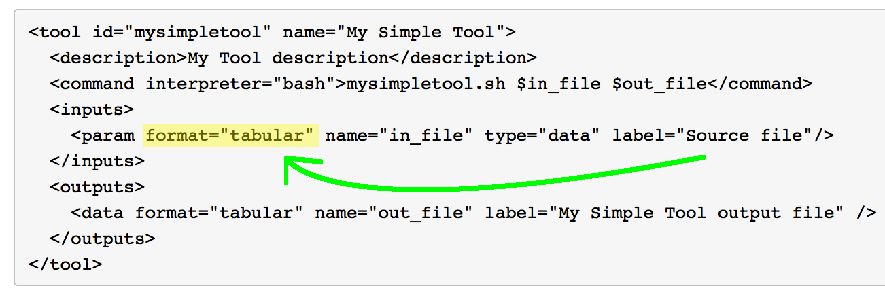 <tool id="mysimpletool" name="My Simple Tool">
<description>My Tool description</description>
<command interpreter="bash">mysimpletool.sh $in_file $out_file</command>
<inputs>
<param format="tabular" name="in_file" type="data" label="Source file"/>
</inputs>
<outputs>
<data format="tabular" name="out_file" label="My Simple Tool output file" />
</outputs>
</tool>